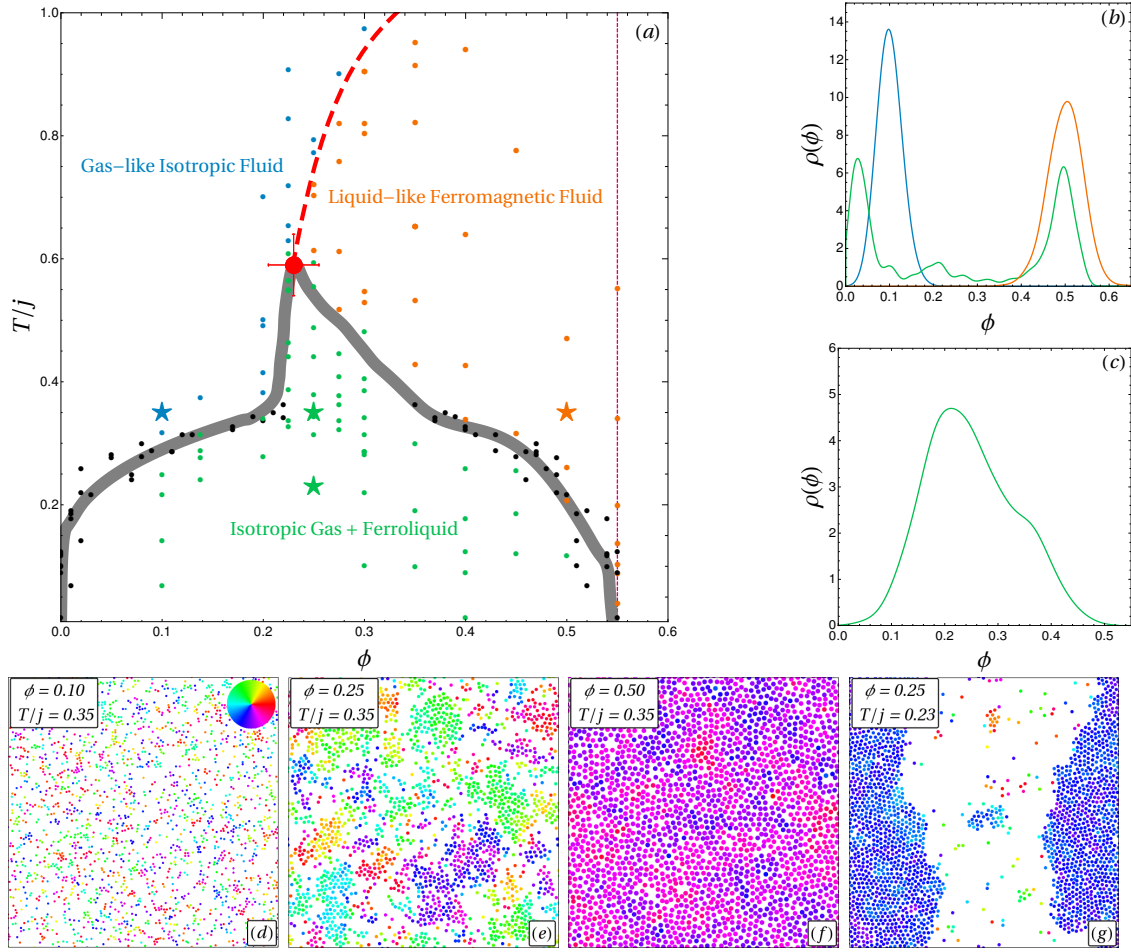 (a)
1.0
0.8
0.6
0.4
0.2
T/j
Gas–like Isotropic Fluid
Liquid–like Ferromagnetic Fluid
Isotropic Gas + Ferroliquid
0.0 0.1 0.2 0.3 0.4 0.5 0.6
ϕ
(b)
14
12
10
8
6
4
2
0
ρ(ϕ)
0.0 0.1 0.2 0.3 0.4 0.5 0.6
ϕ
(c)
6
5
4
3
2
1
0
ρ(ϕ)
0.0 0.1 0.2 0.3 0.4 0.5
ϕ
ϕ = 0.10
T/j = 0.35
(d)
ϕ = 0.25
T/j = 0.35
(e)
ϕ = 0.50
T/j = 0.35
(f)
ϕ = 0.25
T/j = 0.23
(g)